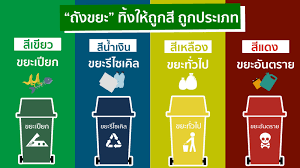 “ถังขยะ” ทิ้งให้ถูกสี ถูกประเภท
สีเขียว
ขยะเปียก
สีน้ำเงิน
ขยะรีไซเคิล
สีเหลือง
ขยะทั่วไป
สีแดง
ขยะอันตราย
ขยะเปียก
ขยะรีไซเคิล
ขยะทั่วไป
ขยะอันตราย